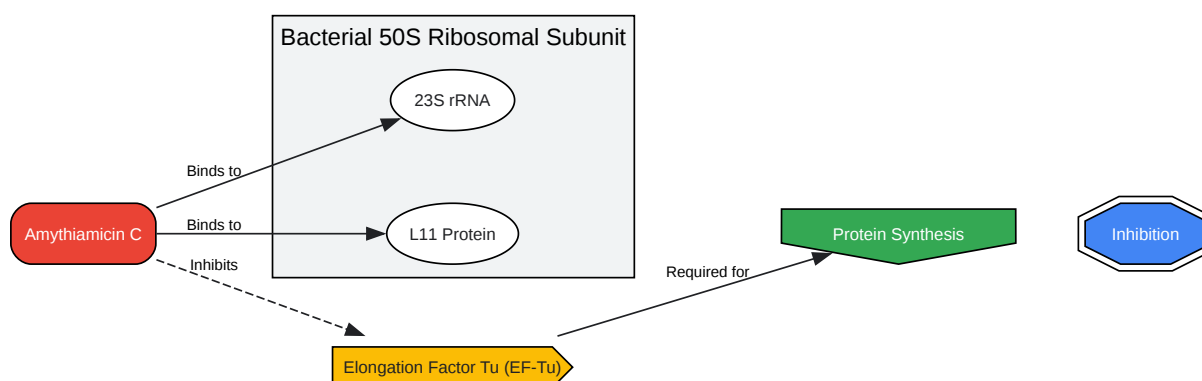 Bacterial 50S Ribosomal Subunit
23S rRNA
Binds to
Binds to
Amythiamicin C
L11 Protein
Inhibits
Elongation Factor Tu (EF-Tu)
Required for
Protein Synthesis
Inhibition